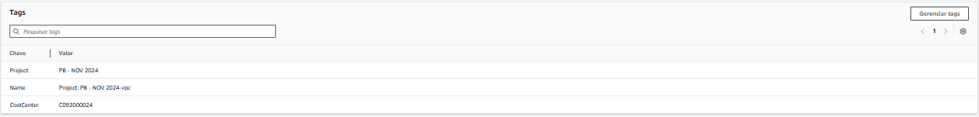 Tags
Gerenciar tags
Pesquisar tags
1
Chave Valor
Project PB - NOV 2024
Name Project: PB - NOV 2024-vpc
CostCenter C092000024